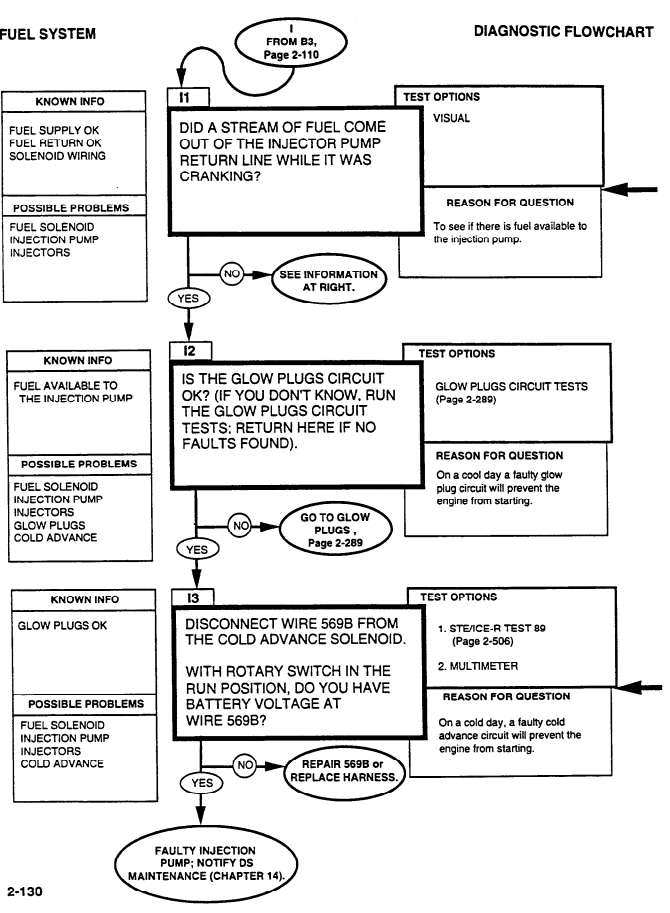 FUEL SYSTEM
DIAGNOSTIC FLOWCHART
I
FROM B3,
Page 2-110
KNOWN INFO
FUEL SUPPLY OK
FUEL RETURN OK
SOLENOID WIRING
POSSIBLE PROBLEMS
FUEL SOLENOID
INJECTION PUMP
INJECTORS
I1
DID A STREAM OF FUEL COME
OUT OF THE INJECTOR PUMP
RETURN LINE WHILE IT WAS
CRANKING?
TEST OPTIONS
VISUAL
REASON FOR QUESTION
To see if there is fuel available to
the injection pump.
NO
SEE INFORMATION
AT RIGHT.
YES
KNOWN INFO
FUEL AVAILABLE TO
THE INJECTION PUMP
POSSIBLE PROBLEMS
FUEL SOLENOID
INJECTION PUMP
INJECTORS
GLOW PLUGS
COLD ADVANCE
I2
IS THE GLOW PLUGS CIRCUIT
OK? (IF YOU DON'T KNOW, RUN
THE GLOW PLUGS CIRCUIT
TESTS; RETURN HERE IF NO
FAULTS FOUND).
TEST OPTIONS
GLOW PLUGS CIRCUIT TESTS
(Page 2-289)
REASON FOR QUESTION
On a cool day a faulty glow
plug circuit will prevent the
engine from starting.
NO
GO TO GLOW
PLUGS ,
Page 2-289
YES
KNOWN INFO
GLOW PLUGS OK
POSSIBLE PROBLEMS
FUEL SOLENOID
INJECTION PUMP
INJECTORS
COLD ADVANCE
I3
DISCONNECT WIRE 569B FROM
THE COLD ADVANCE SOLENOID.
WITH ROTARY SWITCH IN THE
RUN POSITION, DO YOU HAVE
BATTERY VOLTAGE AT
WIRE 569B?
TEST OPTIONS
1. STE/ICE-R TEST 89
(Page 2-506)
2. MULTIMETER
REASON FOR QUESTION
On a cold day, a faulty cold
advance circuit will prevent the
engine from starting.
NO
REPAIR 569B or
REPLACE HARNESS.
YES
FAULTY INJECTION
PUMP; NOTIFY DS
MAINTENANCE (CHAPTER 14).
2-130